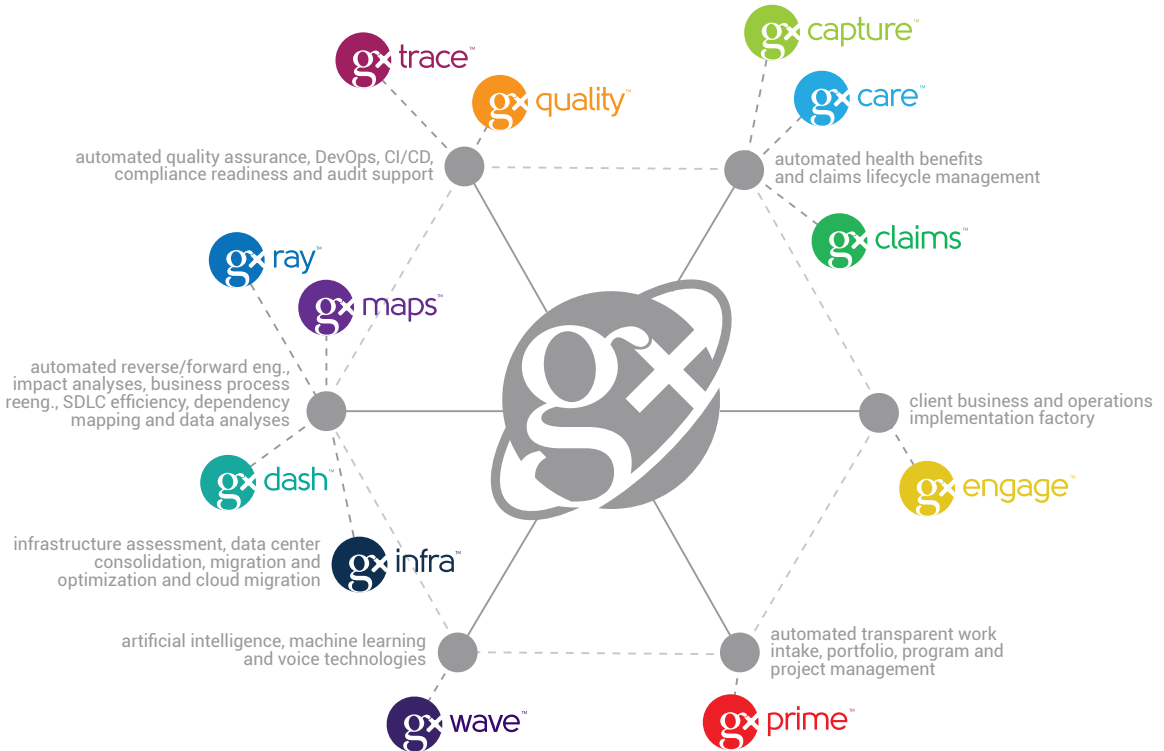 gx trace™
gx quality™
automated quality assurance, DevOps, CI/CD,
compliance readiness and audit support
gx capture™
gx care™
automated health benefits
and claims lifecycle management
gx claims™
gx ray™
gx maps™
automated reverse/forward eng.,
impact analyses, business process
reeng., SDLC efficiency, dependency
mapping and data analyses
gx dash™
gx
client business and operations
implementation factory
gx engage™
infrastructure assessment, data center
consolidation, migration and
optimization and cloud migration
gx infra™
artificial intelligence, machine learning
and voice technologies
gx wave™
automated transparent work
intake, portfolio, program and
project management
gx prime™